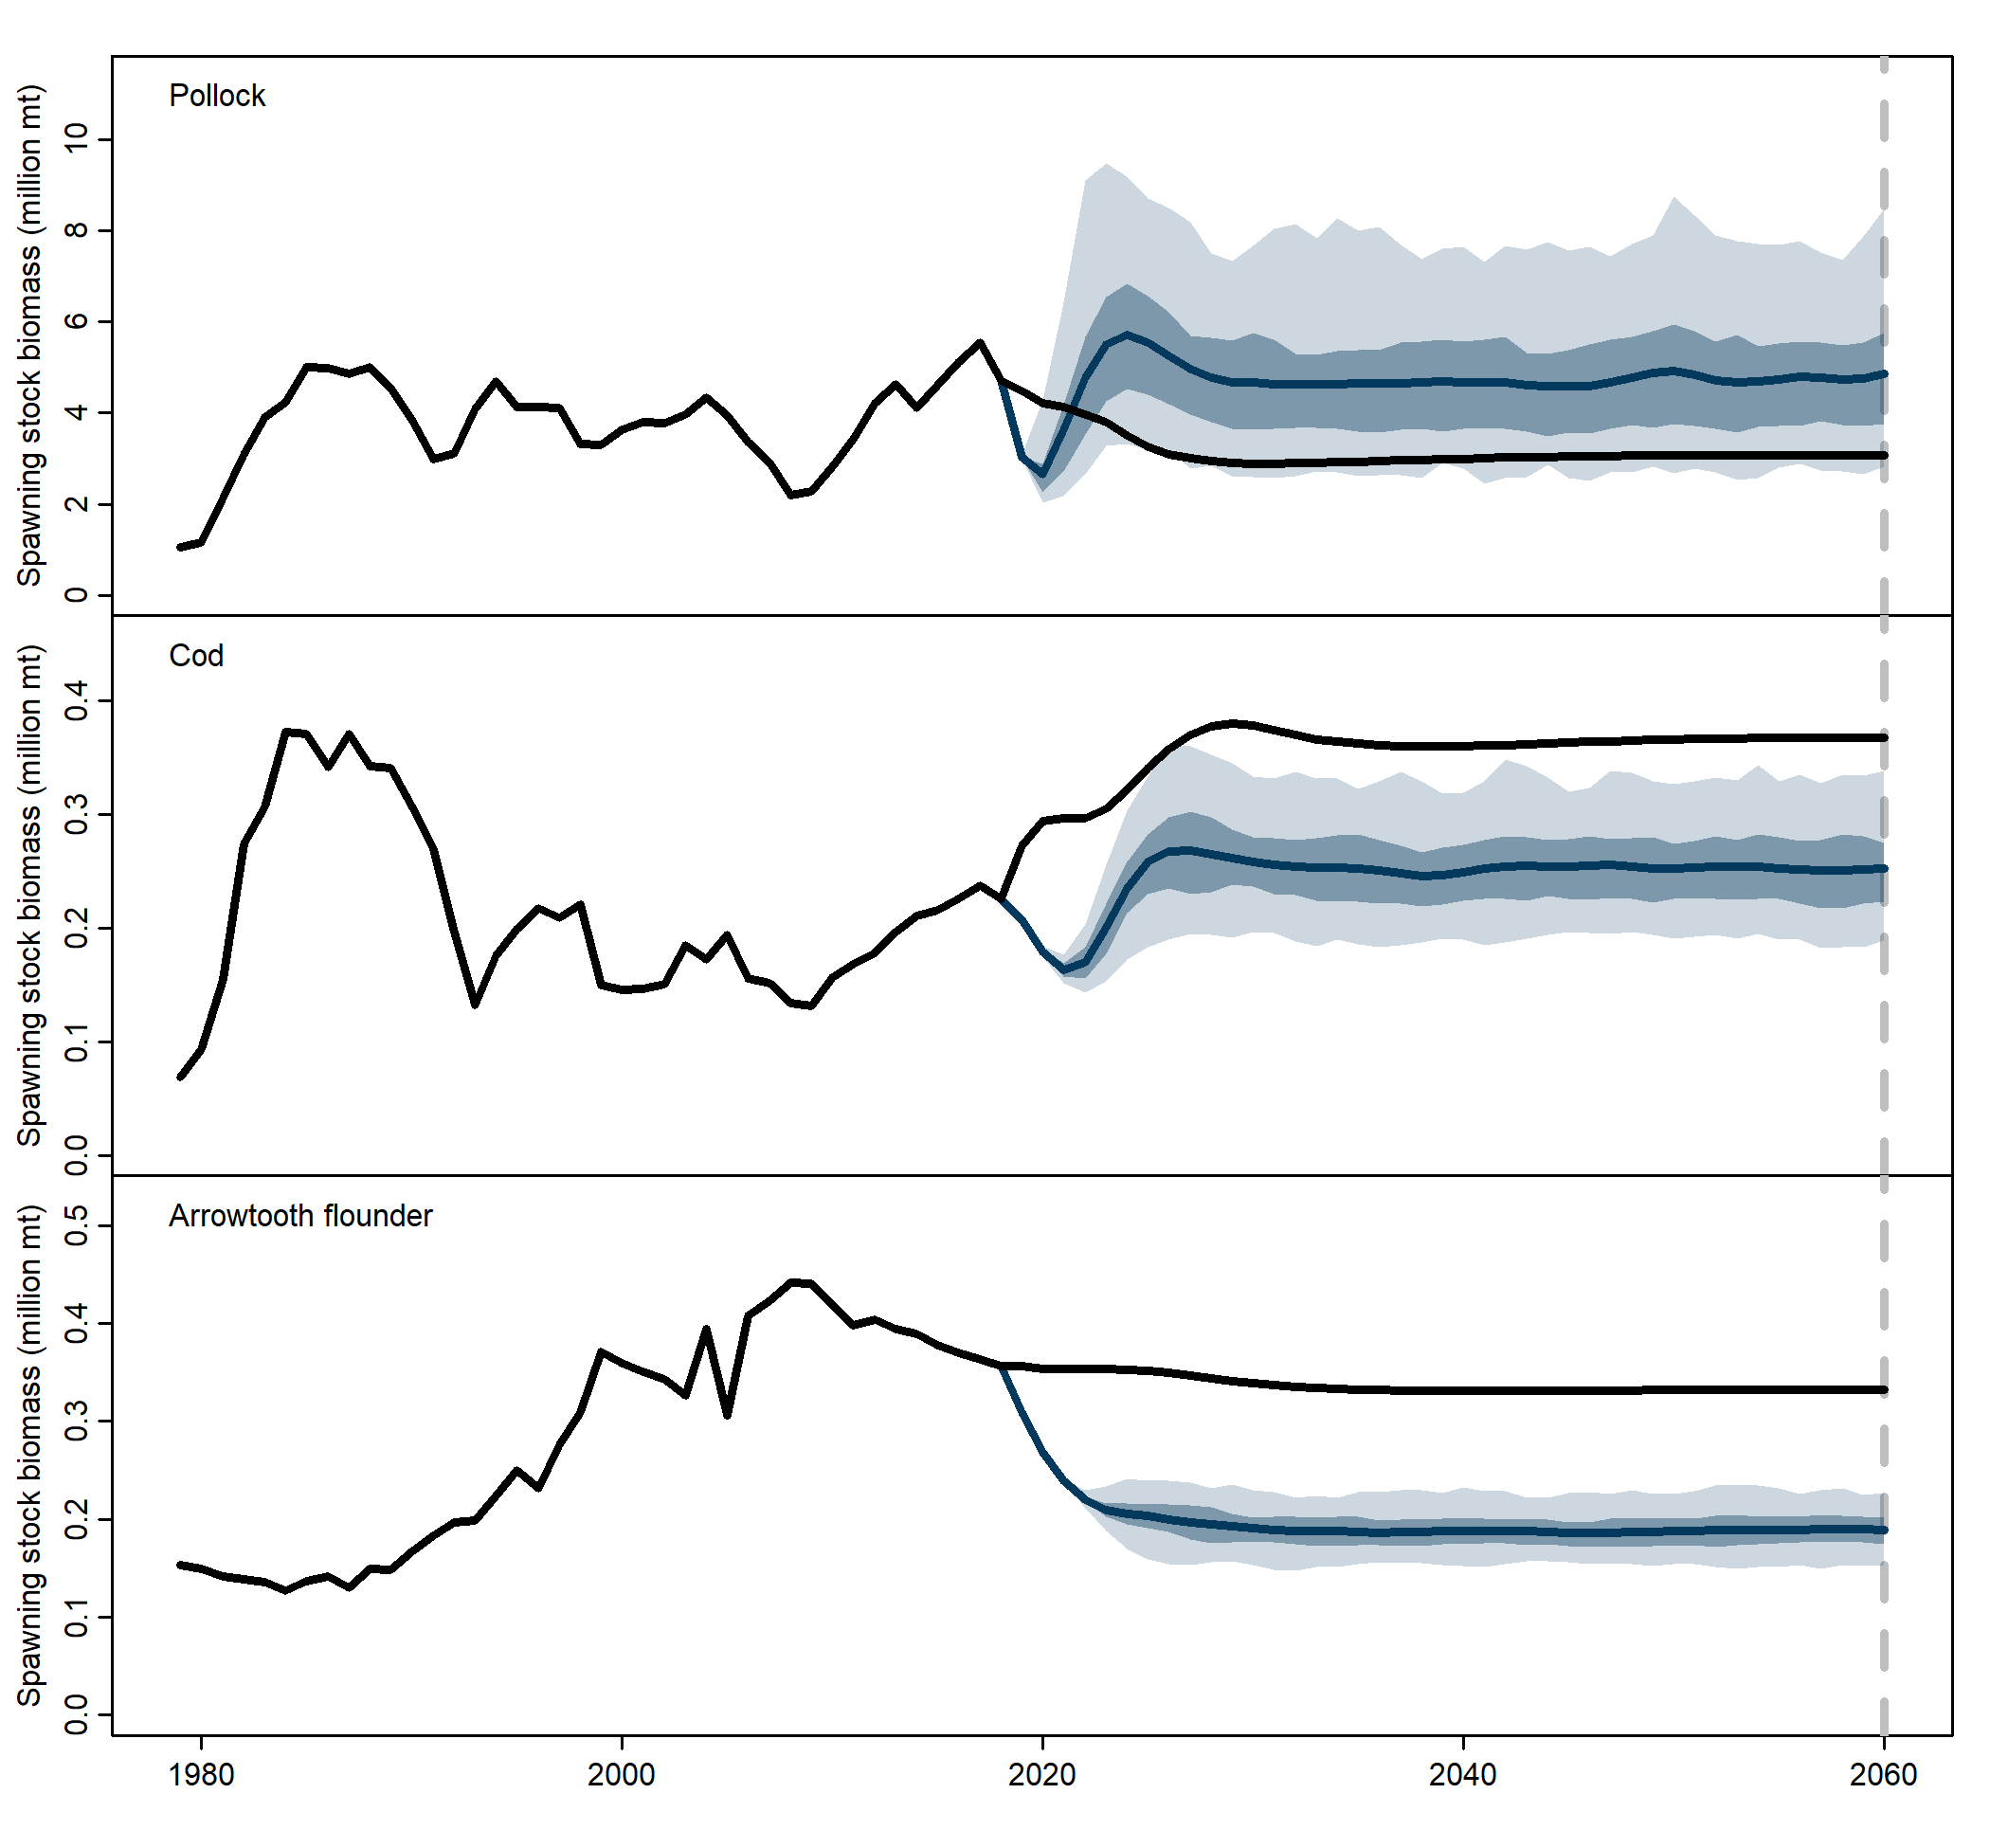 Pollock
Spawning stock biomass (million mt)
10
8
6
4
2
0
Cod
Spawning stock biomass (million mt)
0.4
0.3
0.2
0.1
0.0
Arrowtooth flounder
Spawning stock biomass (million mt)
0.5
0.4
0.3
0.2
0.1
0.0
1980 2000 2020 2040 2060